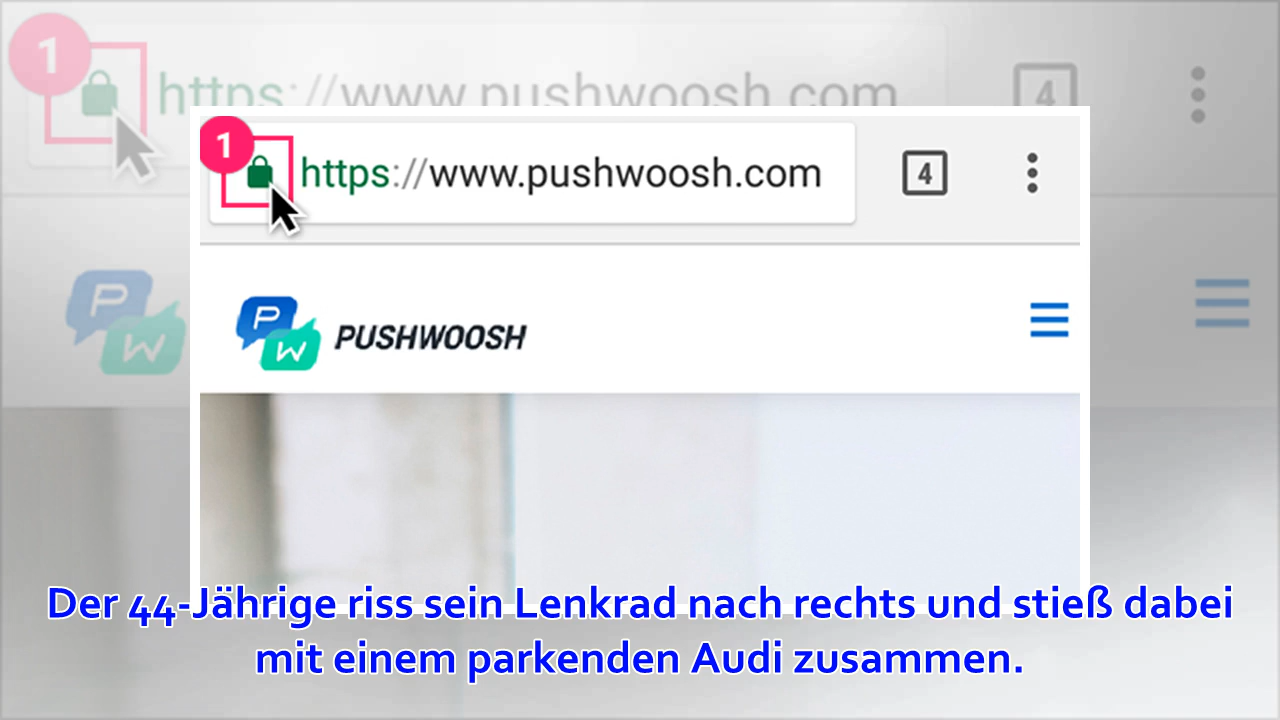 1 https://www.pushwoosh.com 4
1 https://www.pushwoosh.com 4
P W PUSHWOOSH
P W
Der 44-Jährige riss sein Lenkrad nach rechts und stieß dabei
mit einem parkenden Audi zusammen.